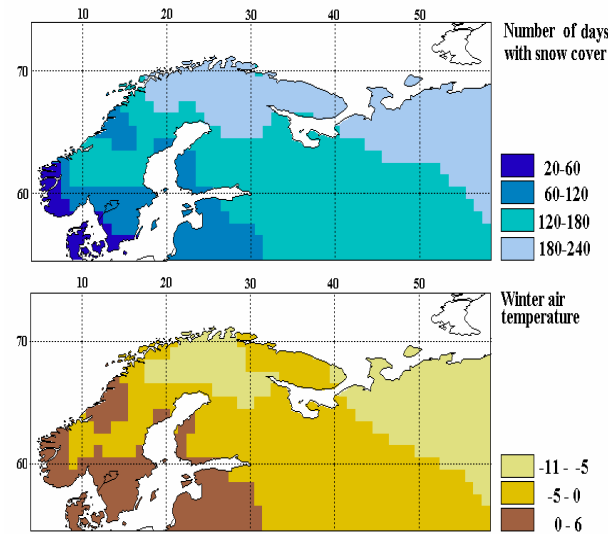 10 20 30 40 50
Number of days
with snow cover
70
60
20-60
60-120
120-180
180-240
10 20 30 40 50
Winter air
temperature
70
60
-11 - -5
-5 - 0
0 - 6